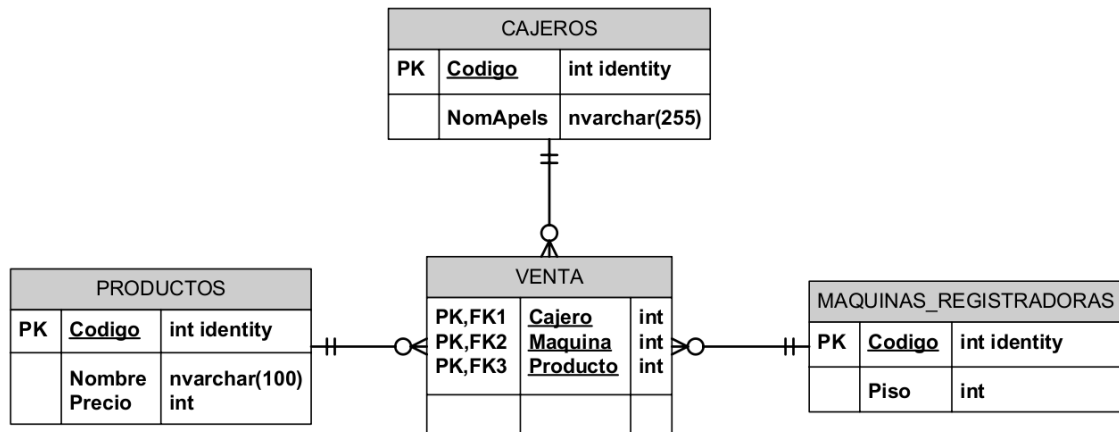 CAJEROS
PK Codigo int identity
NomApels nvarchar(255)
PRODUCTOS
PK Codigo int identity
Nombre nvarchar(100)
Precio int
VENTA
PK,FK1 Cajero int
PK,FK2 Maquina int
PK,FK3 Producto int
MAQUINAS_REGISTRADORAS
PK Codigo int identity
Piso int